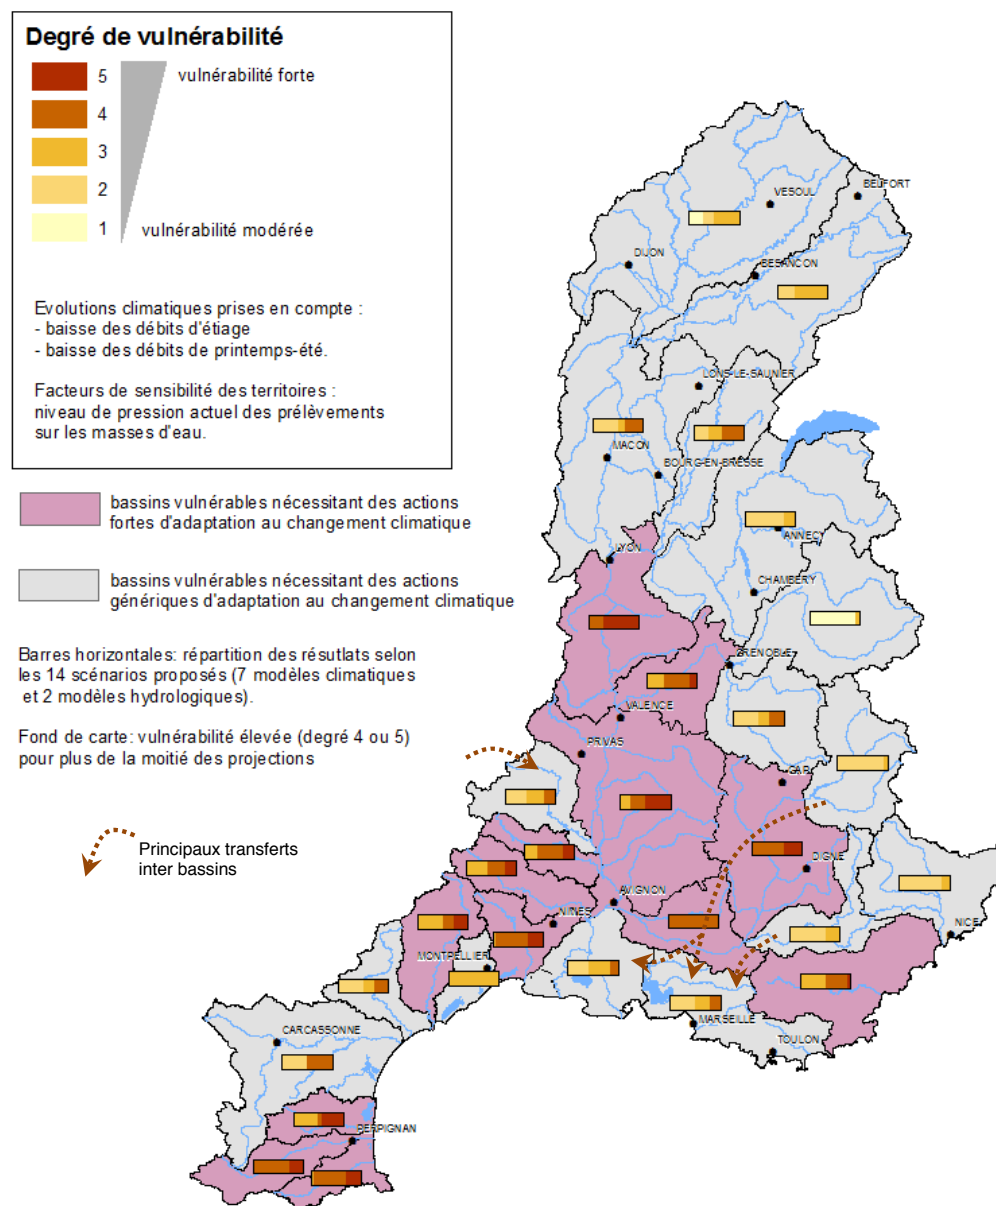 Degré de vulnérabilité
5
vulnérabilité forte
4
3
2
1
vulnérabilité modérée
Evolutions climatiques prises en compte :
- baisse des débits d'étiage
- baisse des débits de printemps-été.
Facteurs de sensibilité des territoires :
niveau de pression actuel des prélèvements
sur les masses d'eau.
bassins vulnérables nécessitant des actions
fortes d'adaptation au changement climatique
bassins vulnérables nécessitant des actions
génériques d'adaptation au changement climatique
Barres horizontales: répartition des résutlats selon
les 14 scénarios proposés (7 modèles climatiques
et 2 modèles hydrologiques).
Fond de carte: vulnérabilité élevée (degré 4 ou 5)
pour plus de la moitié des projections
Principaux transferts
inter bassins
BELFORT
VESOUL
DIJON
BESANCON
LONS-LE-SAUNIER
MACON
BOURG-EN-BRESSE
ANNECY
LYON
CHAMBERY
GRENOBLE
VALENCE
PRIVAS
GAP
DIGNE
AVIGNON
NIMES
NICE
MONTPELLIER
MARSEILLE
TOULON
CARCASSONNE
PERPIGNAN